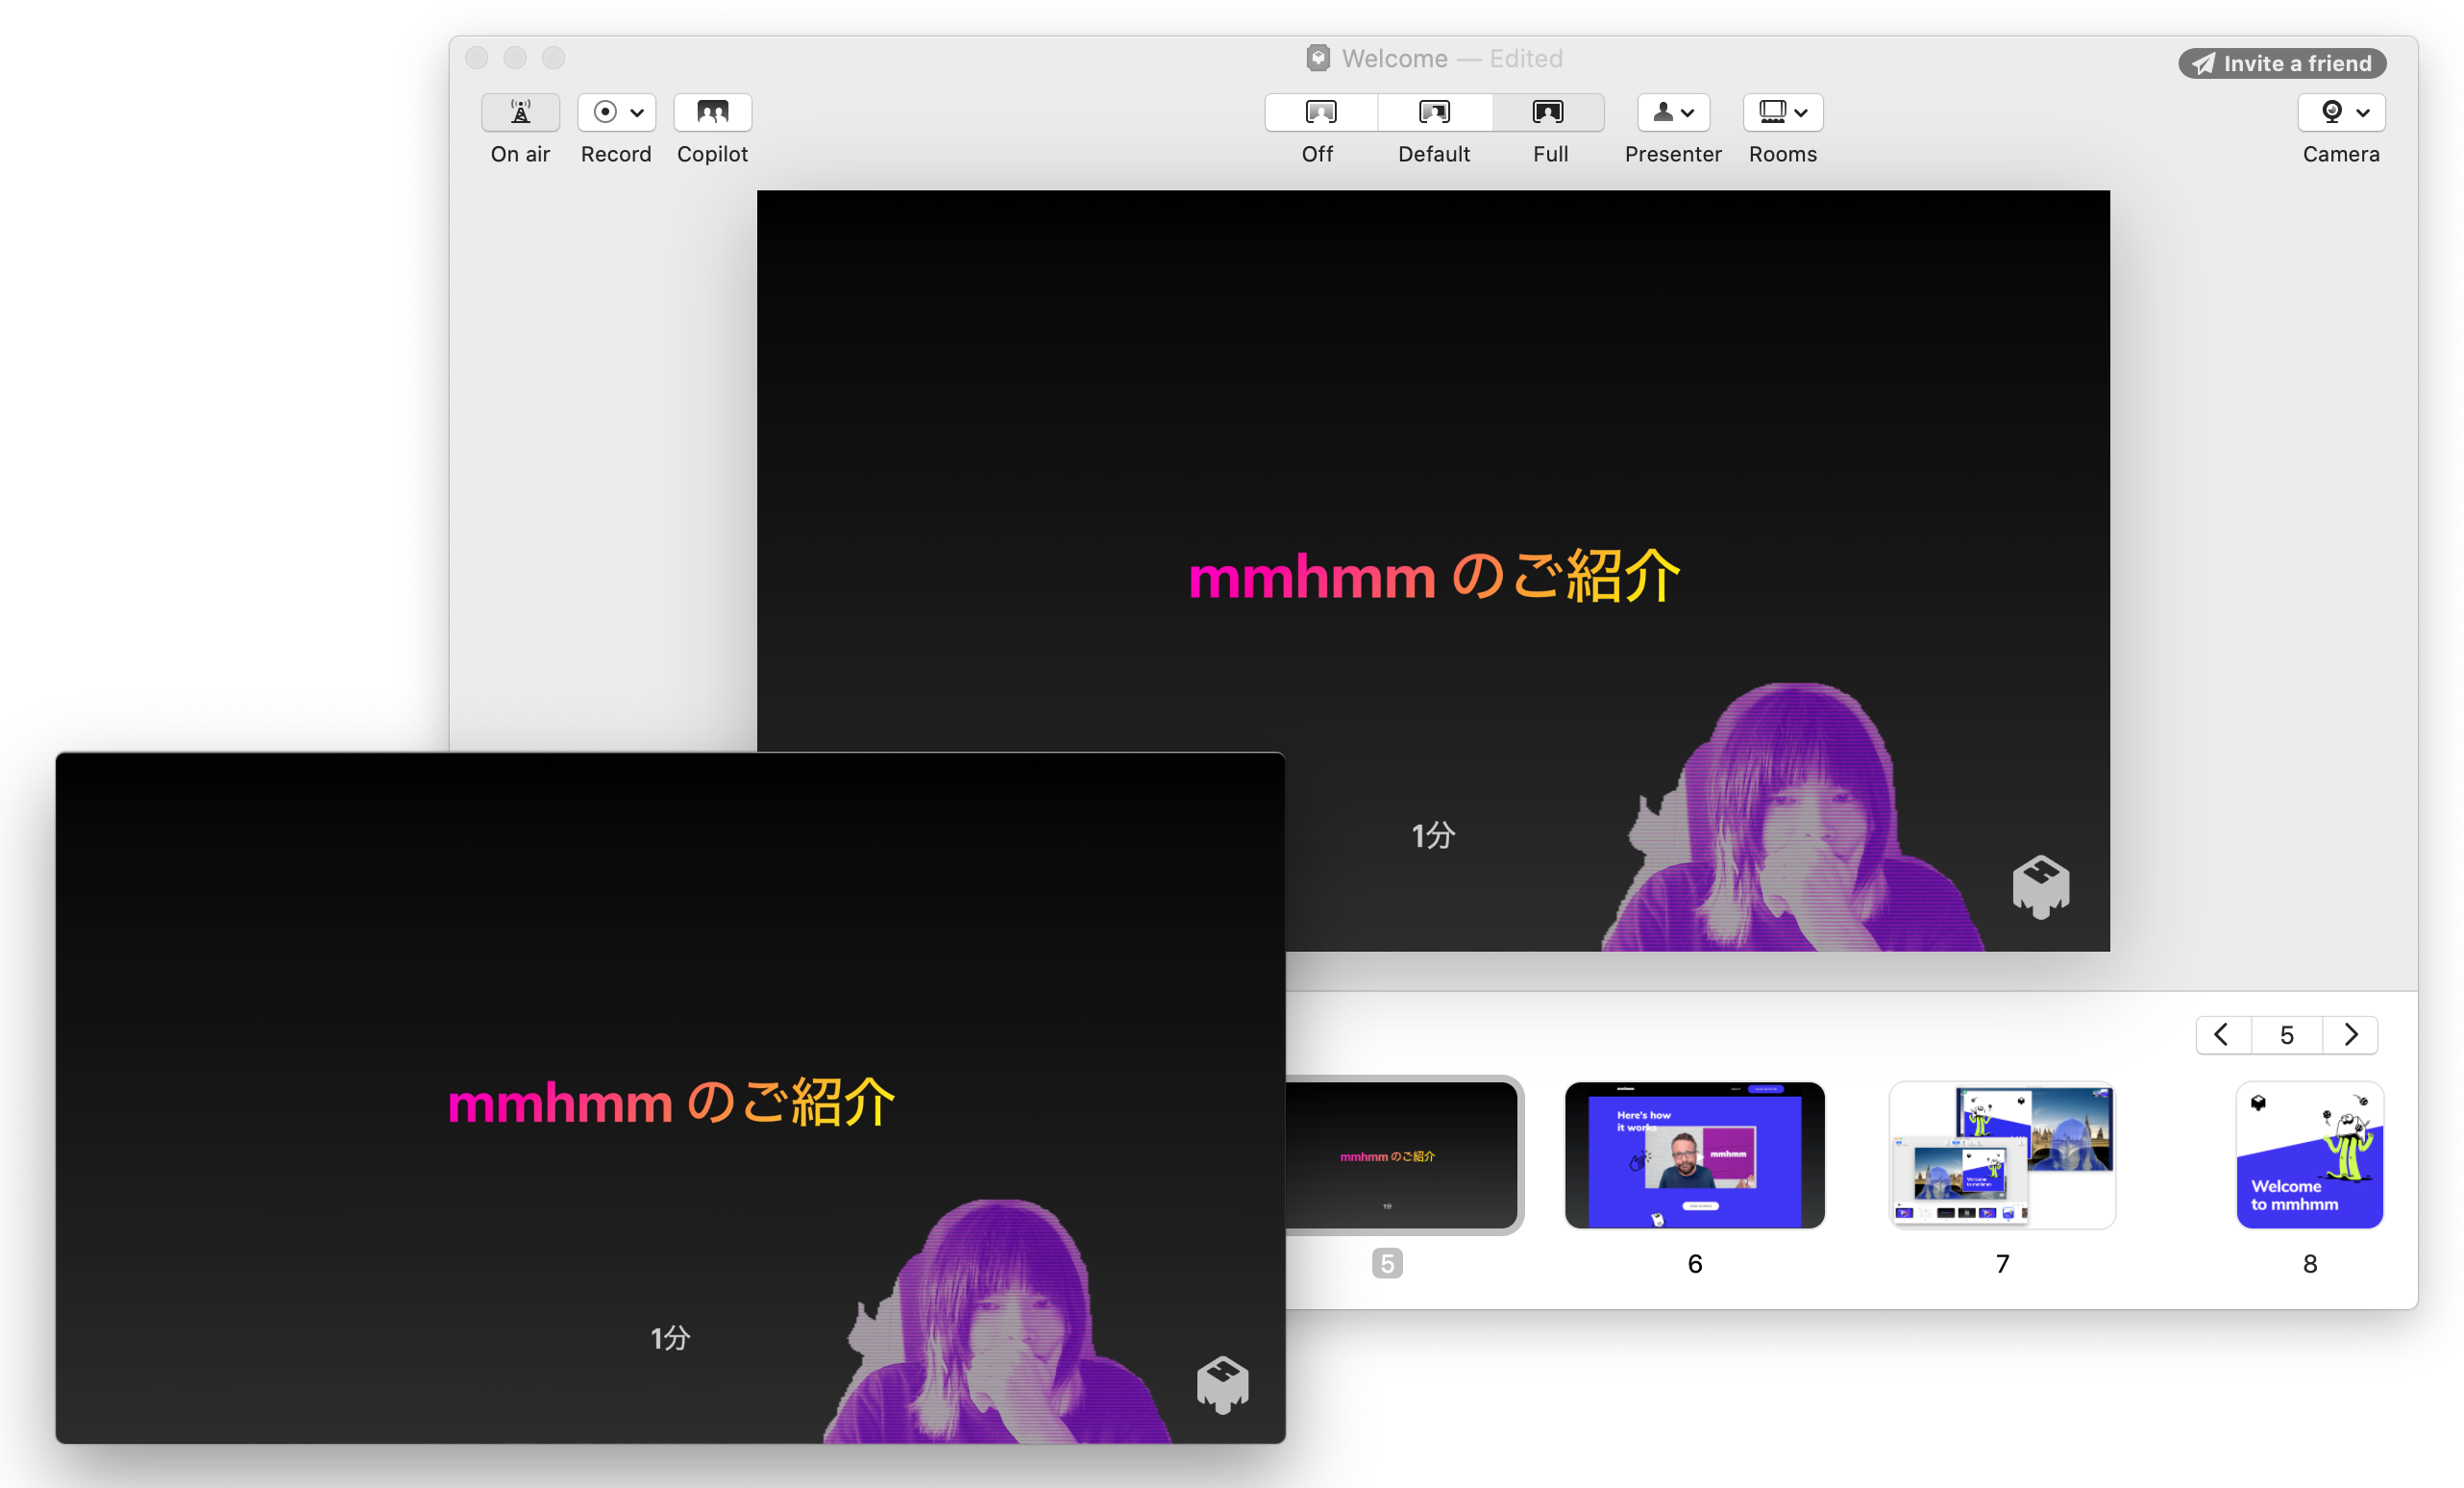 Welcome — Edited
Invite a friend
On air
Record
Copilot
Off
Default
Full
Presenter
Rooms
Camera
mmhmm のご紹介
1分
mmhmm のご紹介
1分
5
mmhmm のご紹介
1分
Here's how
it works
mmhmm
Welcome
to mmhmm
5
6
7
8